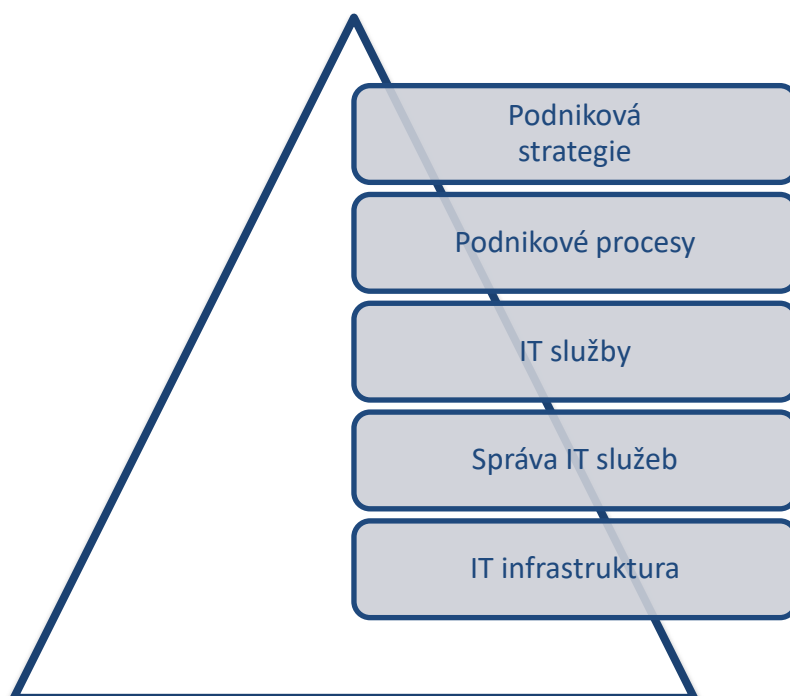 Podniková
strategie
Podnikové procesy
IT služby
Správa IT služeb
IT infrastruktura